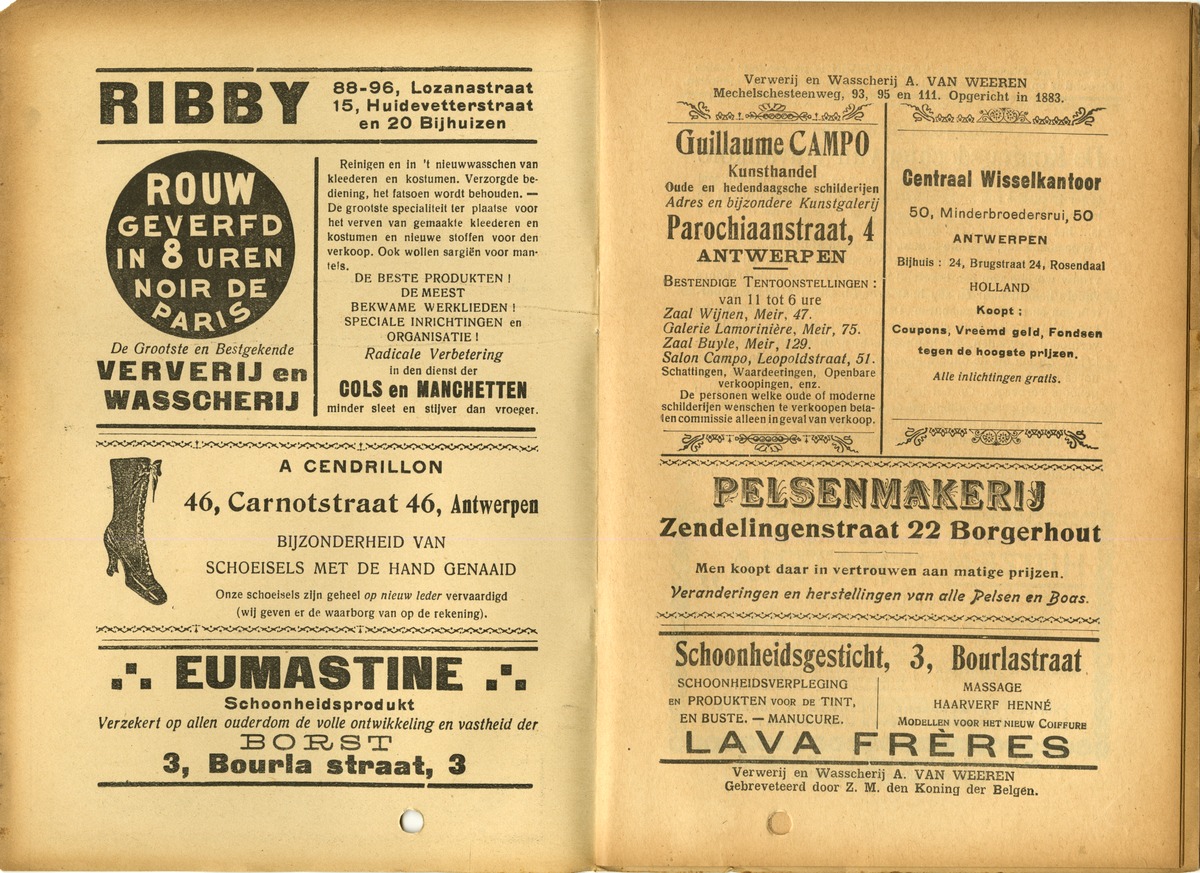 RIBBY
88-96, Lozanastraat
15, Huidevetterstraat
en 20 Bijhuizen
ROUW
GEVERFD
IN 8 UREN
NOIR DE
PARIS
De Grootste en Bestgekende
VERVERIJ en
WASSCHERIJ
Reinigen en in 't nieuwwasschen van
kleederen en kostumen. Verzorgde be-
diening, het fatsoen wordt behouden. —
De grootste specialiteit ter plaatse voor
het verven van gemaakte kleederen en
kostumen en nieuwe stoffen voor den
verkoop. Ook wollen sargiën voor man-
tels.
DE BESTE PRODUKTEN !
DE MEEST
BEKWAME WERKLIEDEN !
SPECIALE INRICHTINGEN en
ORGANISATIE !
Radicale Verbetering
in den dienst der
COLS en MANCHETTEN
minder sleet en stijver dan vroeger.
A CENDRILLON
46, Carnotstraat 46, Antwerpen
BIJZONDERHEID VAN
SCHOEISELS MET DE HAND GENAAID
Onze schoeisels zijn geheel op nieuw leder vervaardigd
(wij geven er de waarborg van op de rekening).
EUMASTINE
Schoonheidsprodukt
Verzekert op allen ouderdom de volle ontwikkeling en vastheid der
BORST
3, Bourla straat, 3
Verwerij en Wasscherij A. VAN WEEREN
Mechelschesteenweg, 93, 95 en 111. Opgericht in 1883.
Guillaume CAMPO
Kunsthandel
Oude en hedendaagsche schilderijen
Adres en bijzondere Kunstgalerij
Parochiaanstraat, 4
ANTWERPEN
BESTENDIGE TENTOONSTELLINGEN :
van 11 tot 6 ure
Zaal Wijnen, Meir, 47.
Galerie Lamorinière, Meir, 75.
Zaal Buyle, Meir, 129.
Salon Campo, Leopoldstraat, 51.
Schattingen, Waardeeringen, Openbare
verkoopingen, enz.
De personen welke oude of moderne
schilderijen wenschen te verkoopen beta-
len commissie alleen in geval van verkoop.
Centraal Wisselkantoor
50, Minderbroedersrui, 50
ANTWERPEN
Bijhuis : 24, Brugstraat 24, Rosendaal
HOLLAND
Koopt :
Coupons, Vreêmd geld, Fondsen
tegen de hoogste prijzen.
Alle inlichtingen gratis.
PELSENMAKERIJ
Zendelingenstraat 22 Borgerhout
Men koopt daar in vertrouwen aan matige prijzen.
Veranderingen en herstellingen van alle Pelsen en Boas.
Schoonheidsgesticht, 3, Bourlastraat
SCHOONHEIDSVERPLEGING
EN PRODUKTEN VOOR DE TINT,
EN BUSTE. — MANUCURE.
MASSAGE
HAARVERF HENNÉ
MODELLEN VOOR HET NIEUW COIFFURE
LAVA FRÈRES
Verwerij en Wasscherij A. VAN WEEREN
Gebreveteerd door Z. M. den Koning der Belgen.